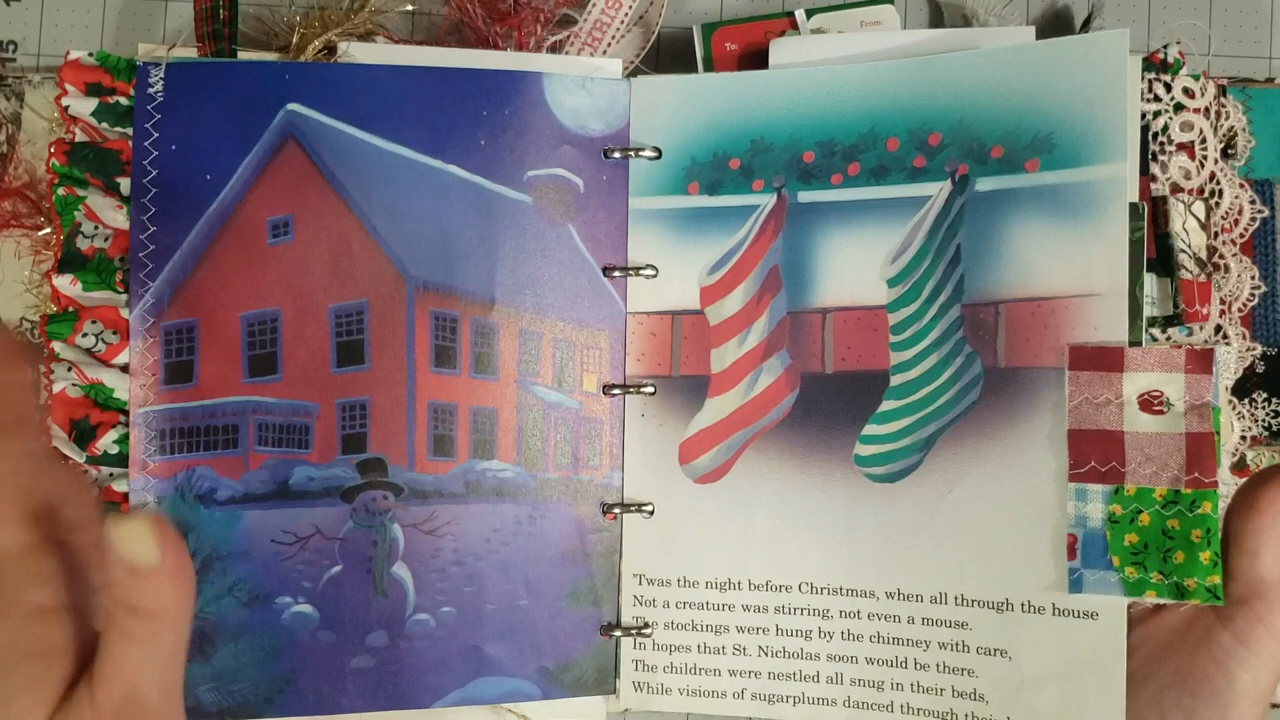 15
CHRIS
To:
From:
'Twas the night before Christmas, when all through the house
Not a creature was stirring, not even a mouse.
The stockings were hung by the chimney with care,
In hopes that St. Nicholas soon would be there.
The children were nestled all snug in their beds,
While visions of sugarplums danced through their